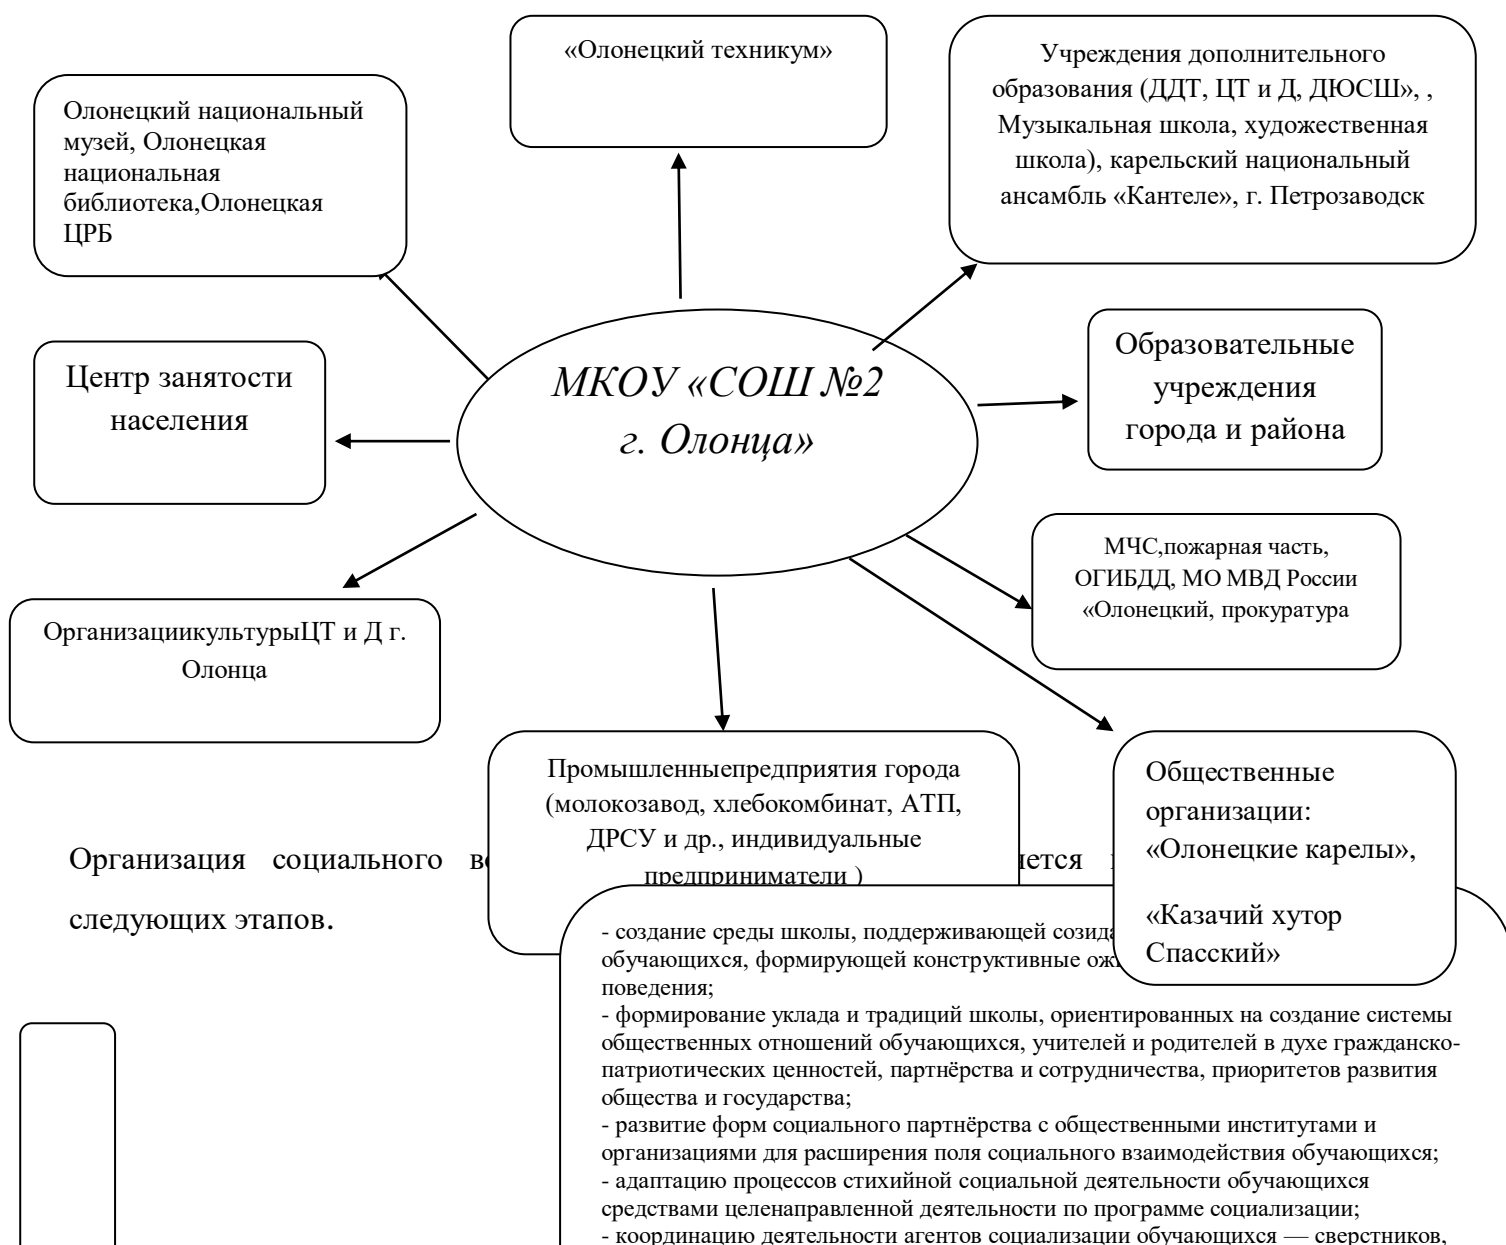 «Олонецкий техникум»
Учреждения дополнительного
образования (ДДТ, ЦТ и Д, ДЮСШ», ,
Музыкальная школа, художественная
школа), карельский национальный
ансамбль «Кантеле», г. Петрозаводск
Олонецкий национальный
музей, Олонецкая
национальная
библиотека,Олонецкая
ЦРБ
МКОУ «СОШ №2
г. Олонца»
Образовательные
учреждения
города и района
Центр занятости
населения
МЧС,пожарная часть,
ОГИБДД, МО МВД России
«Олонецкий, прокуратура
ОрганизациикультурыЦТ и Д г.
Олонца
Промышленныепредприятия города
(молокозавод, хлебокомбинат, АТП,
ДРСУ и др., индивидуальные
предприниматели )
Общественные
организации:
«Олонецкие карелы»,
«Казачий хутор
Спасский»
Организация социального
следующих этапов.
- создание среды школы, поддерживающей
обучающихся, формирующей конструктивные
поведения;
- формирование уклада и традиций школы, ориентированных на создание системы
общественных отношений обучающихся, учителей и родителей в духе гражданско-
патриотических ценностей, партнёрства и сотрудничества, приоритетов развития
общества и государства;
- развитие форм социального партнёрства с общественными институтами и
организациями для расширения поля социального взаимодействия обучающихся;
- адаптацию процессов стихийной социальной деятельности обучающихся
средствами целенаправленной деятельности по программе социализации;
- координацию деятельности агентов социализации обучающихся — сверстников,